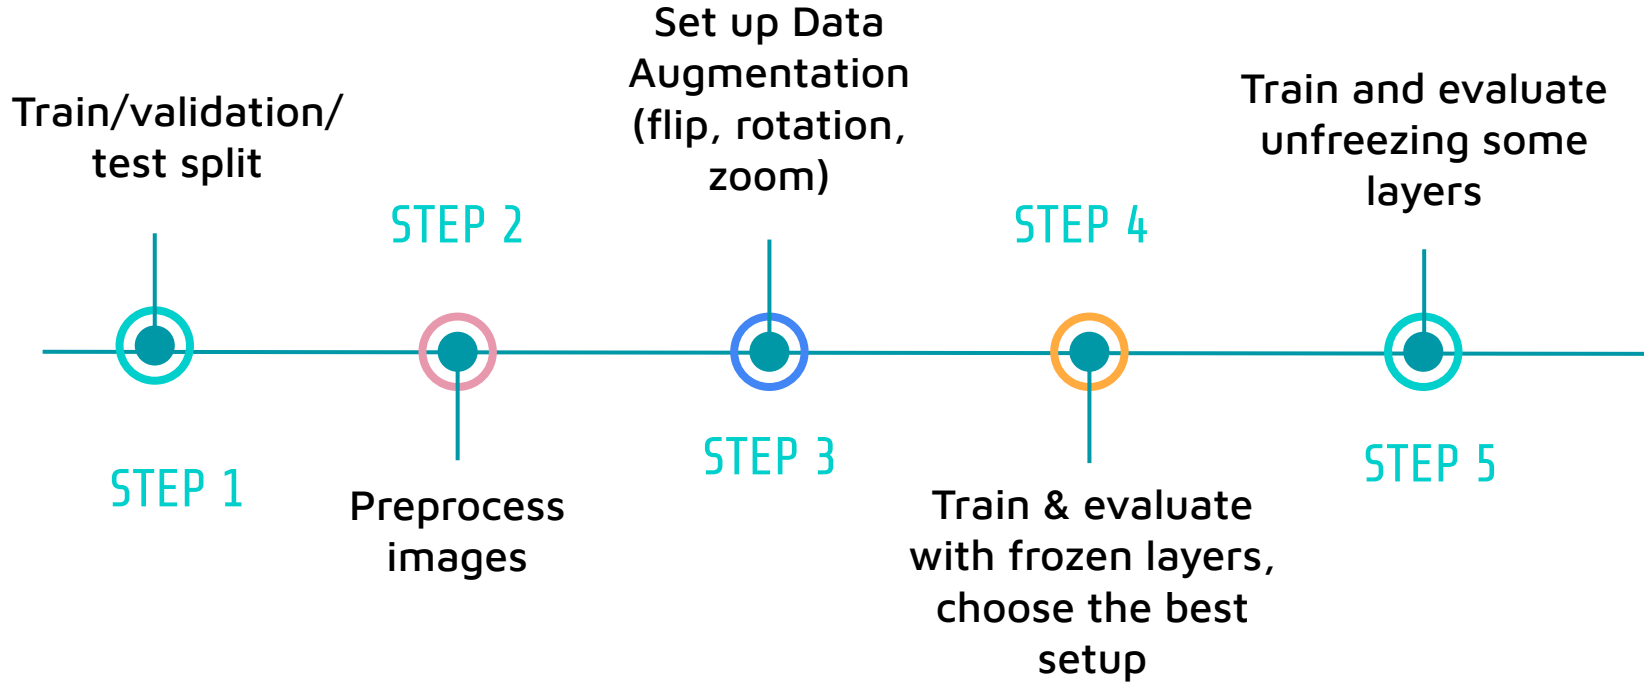 Train/validation/
test split
STEP 1
STEP 2
Preprocess
images
Set up Data
Augmentation
(flip, rotation,
zoom)
STEP 3
STEP 4
Train & evaluate
with frozen layers,
choose the best
setup
Train and evaluate
unfreezing some
layers
STEP 5